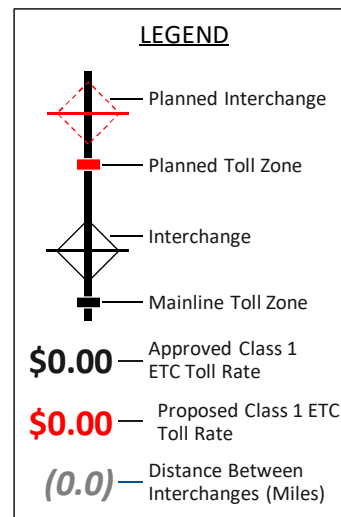 LEGEND
Planned Interchange
Planned Toll Zone
Interchange
Mainline Toll Zone
$0.00
Approved Class 1
ETC Toll Rate
$0.00
Proposed Class 1 ETC
Toll Rate
(0.0)
Distance Between
Interchanges (Miles)